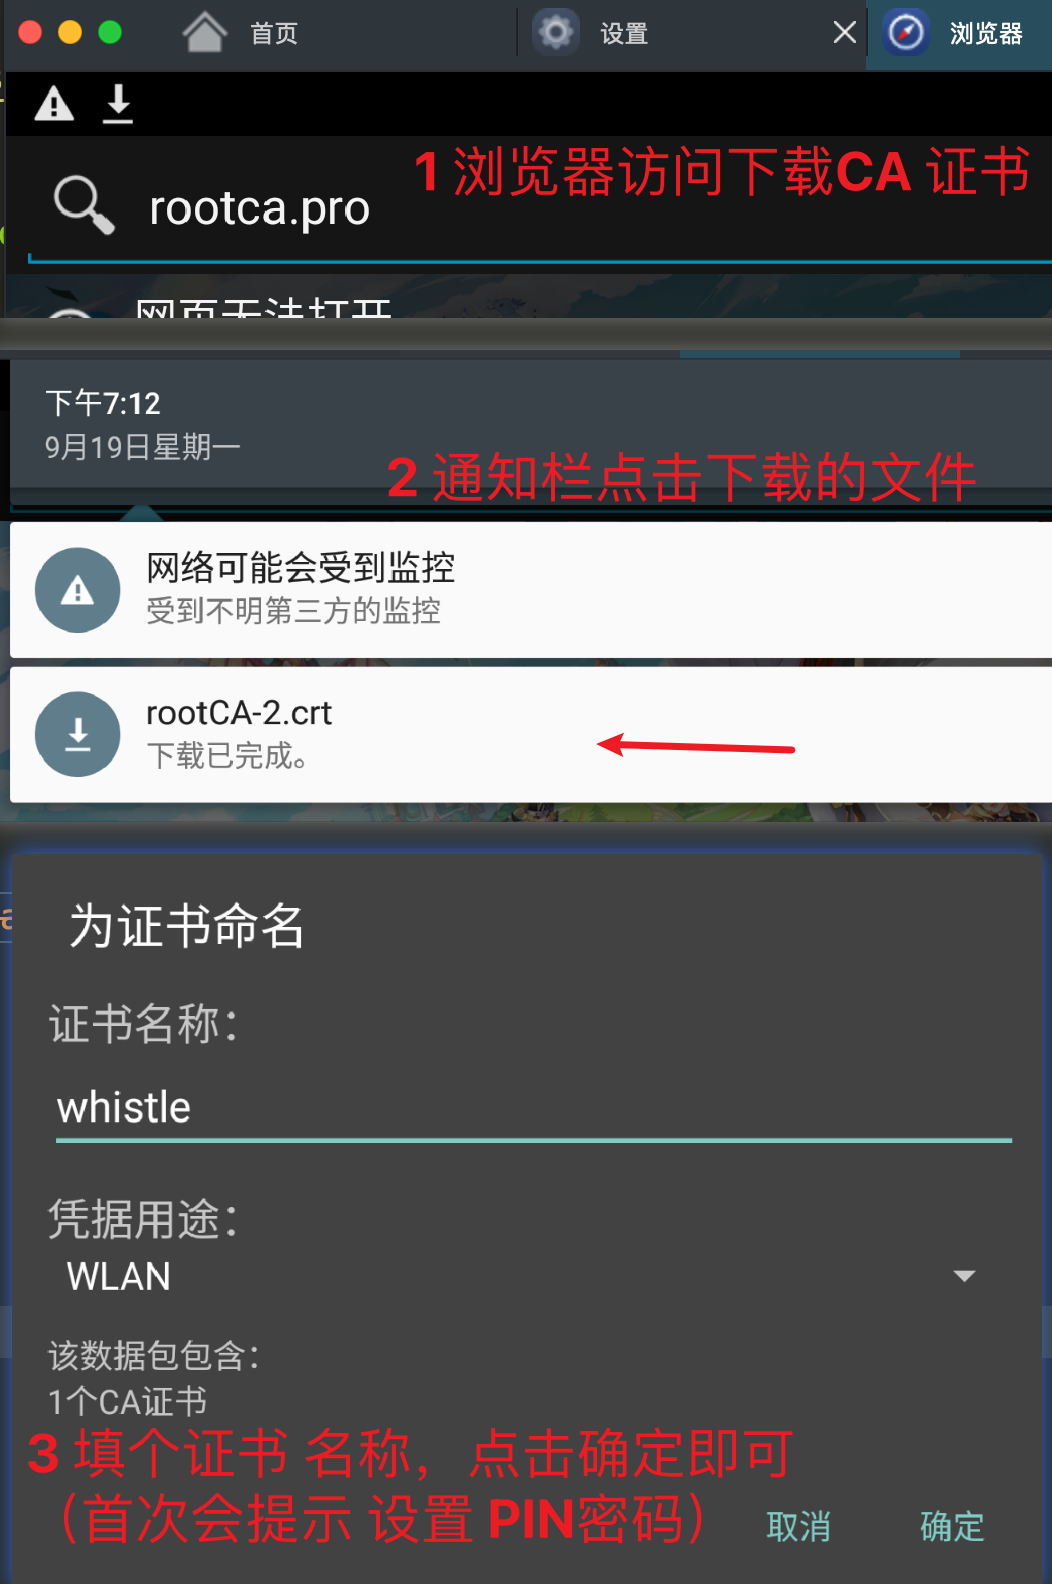 首页
设置
浏览器
1 浏览器访问下载CA 证书
rootca.pro
网页无法打开
下午7:12
9月19日星期一
2 通知栏点击下载的文件
网络可能会受到监控
受到不明第三方的监控
rootCA-2.crt
下载已完成。
为证书命名
证书名称：
whistle
凭据用途：
WLAN
该数据包包含：
1个CA证书
3 填个证书 名称，点击确定即可
（首次会提示 设置 PIN密码）
取消
确定